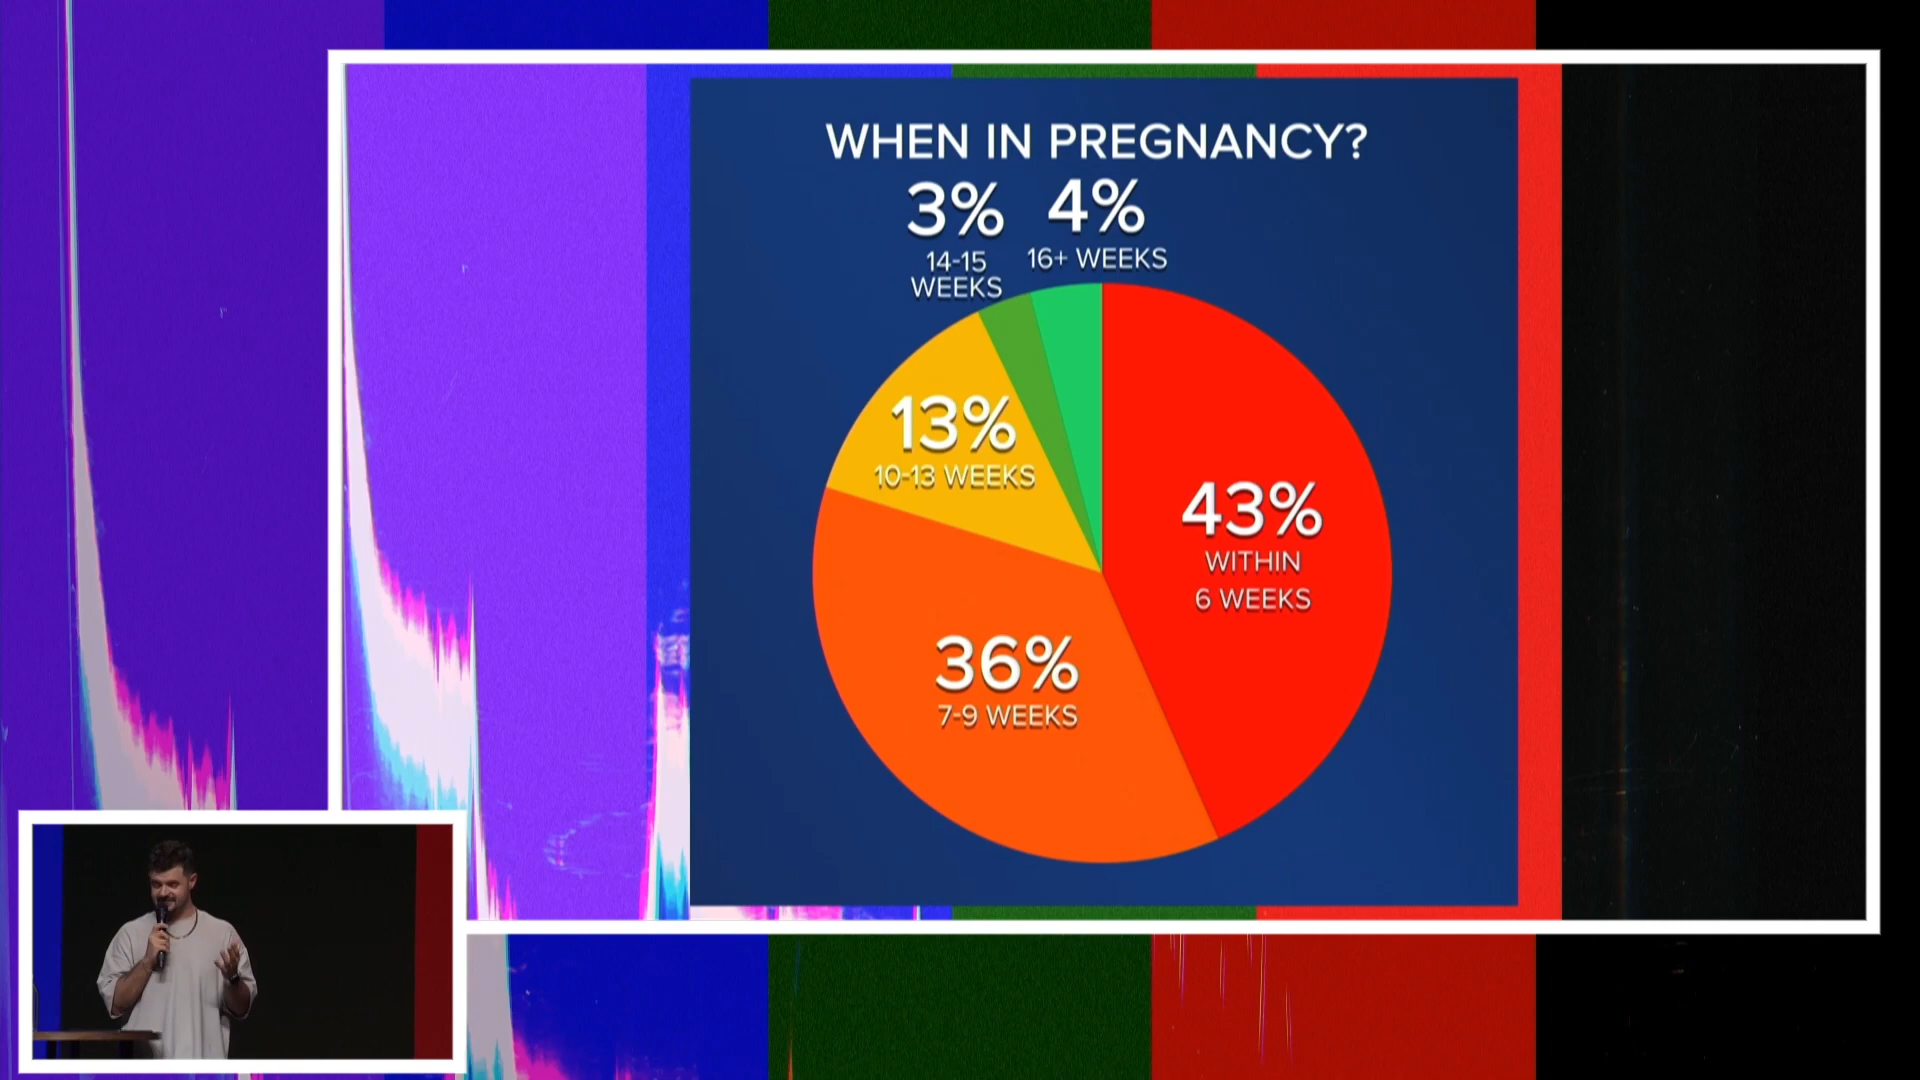 WHEN IN PREGNANCY?
3%
14-15
WEEKS
4%
16+ WEEKS
13%
10-13 WEEKS
43%
WITHIN
6 WEEKS
36%
7-9 WEEKS